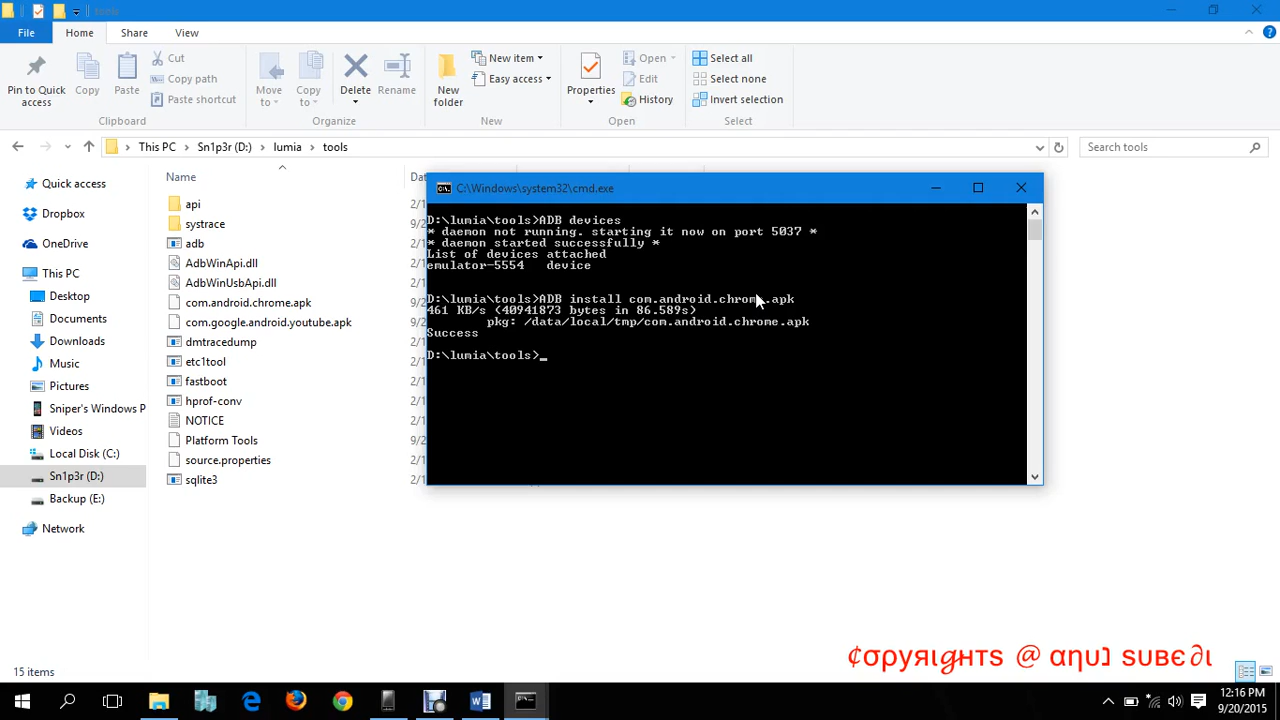 tools
File
Home
Share
View
Pin to Quick access
Copy
Paste
Cut
Copy path
Paste shortcut
Clipboard
Move to
Copy to
Delete
Rename
Organize
New folder
New item
Easy access
New
Properties
Open
Edit
History
Open
Select all
Select none
Invert selection
Select
This PC > Sn1p3r (D:) > lumia > tools
Search tools
Quick access
Dropbox
OneDrive
This PC
Desktop
Documents
Downloads
Music
Pictures
Sniper's Windows P
Videos
Local Disk (C:)
Sn1p3r (D:)
Backup (E:)
Network
Name
api
systrace
adb
AdbWinApi.dll
AdbWinUsbApi.dll
com.android.chrome.apk
com.google.android.youtube.apk
dmtracedump
etc1tool
fastboot
hprof-conv
NOTICE
Platform Tools
source.properties
sqlite3
C:\Windows\system32\cmd.exe
D:\lumia\tools>ADB devices
* daemon not running. starting it now on port 5037 *
* daemon started successfully *
List of devices attached
emulator-5554 device
D:\lumia\tools>ADB install com.android.chrome.apk
461 KB/s (40941873 bytes in 86.589s)
pkg: /data/local/tmp/com.android.chrome.apk
Success
D:\lumia\tools>_
¢σρуяιgнтѕ @ αηυנ ѕυвє∂ι
15 items
12:16 PM
9/20/2015